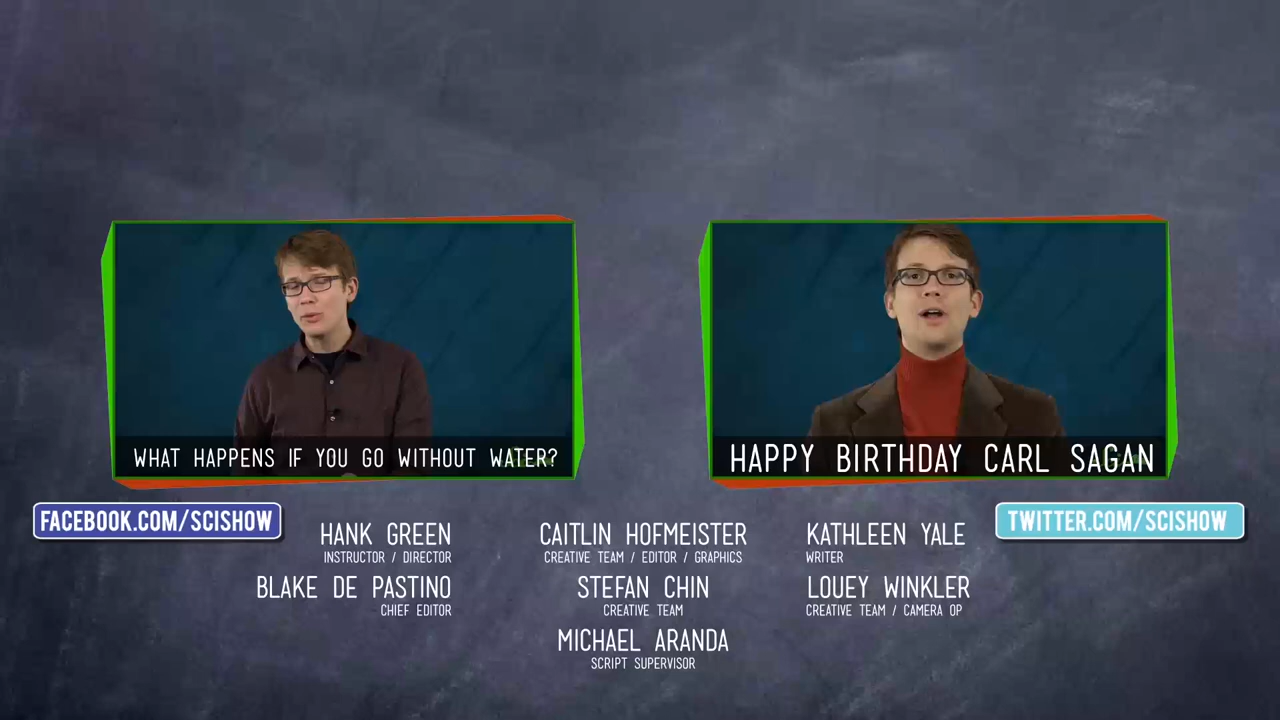 WHAT HAPPENS IF YOU GO WITHOUT WATER?
HAPPY BIRTHDAY CARL SAGAN
FACEBOOK.COM/SCISHOW
TWITTER.COM/SCISHOW
HANK GREEN
INSTRUCTOR / DIRECTOR
CAITLIN HOFMEISTER
CREATIVE TEAM / EDITOR / GRAPHICS
KATHLEEN YALE
WRITER
BLAKE DE PASTINO
CHIEF EDITOR
STEFAN CHIN
CREATIVE TEAM
LOUEY WINKLER
CREATIVE TEAM / CAMERA OP
MICHAEL ARANDA
SCRIPT SUPERVISOR